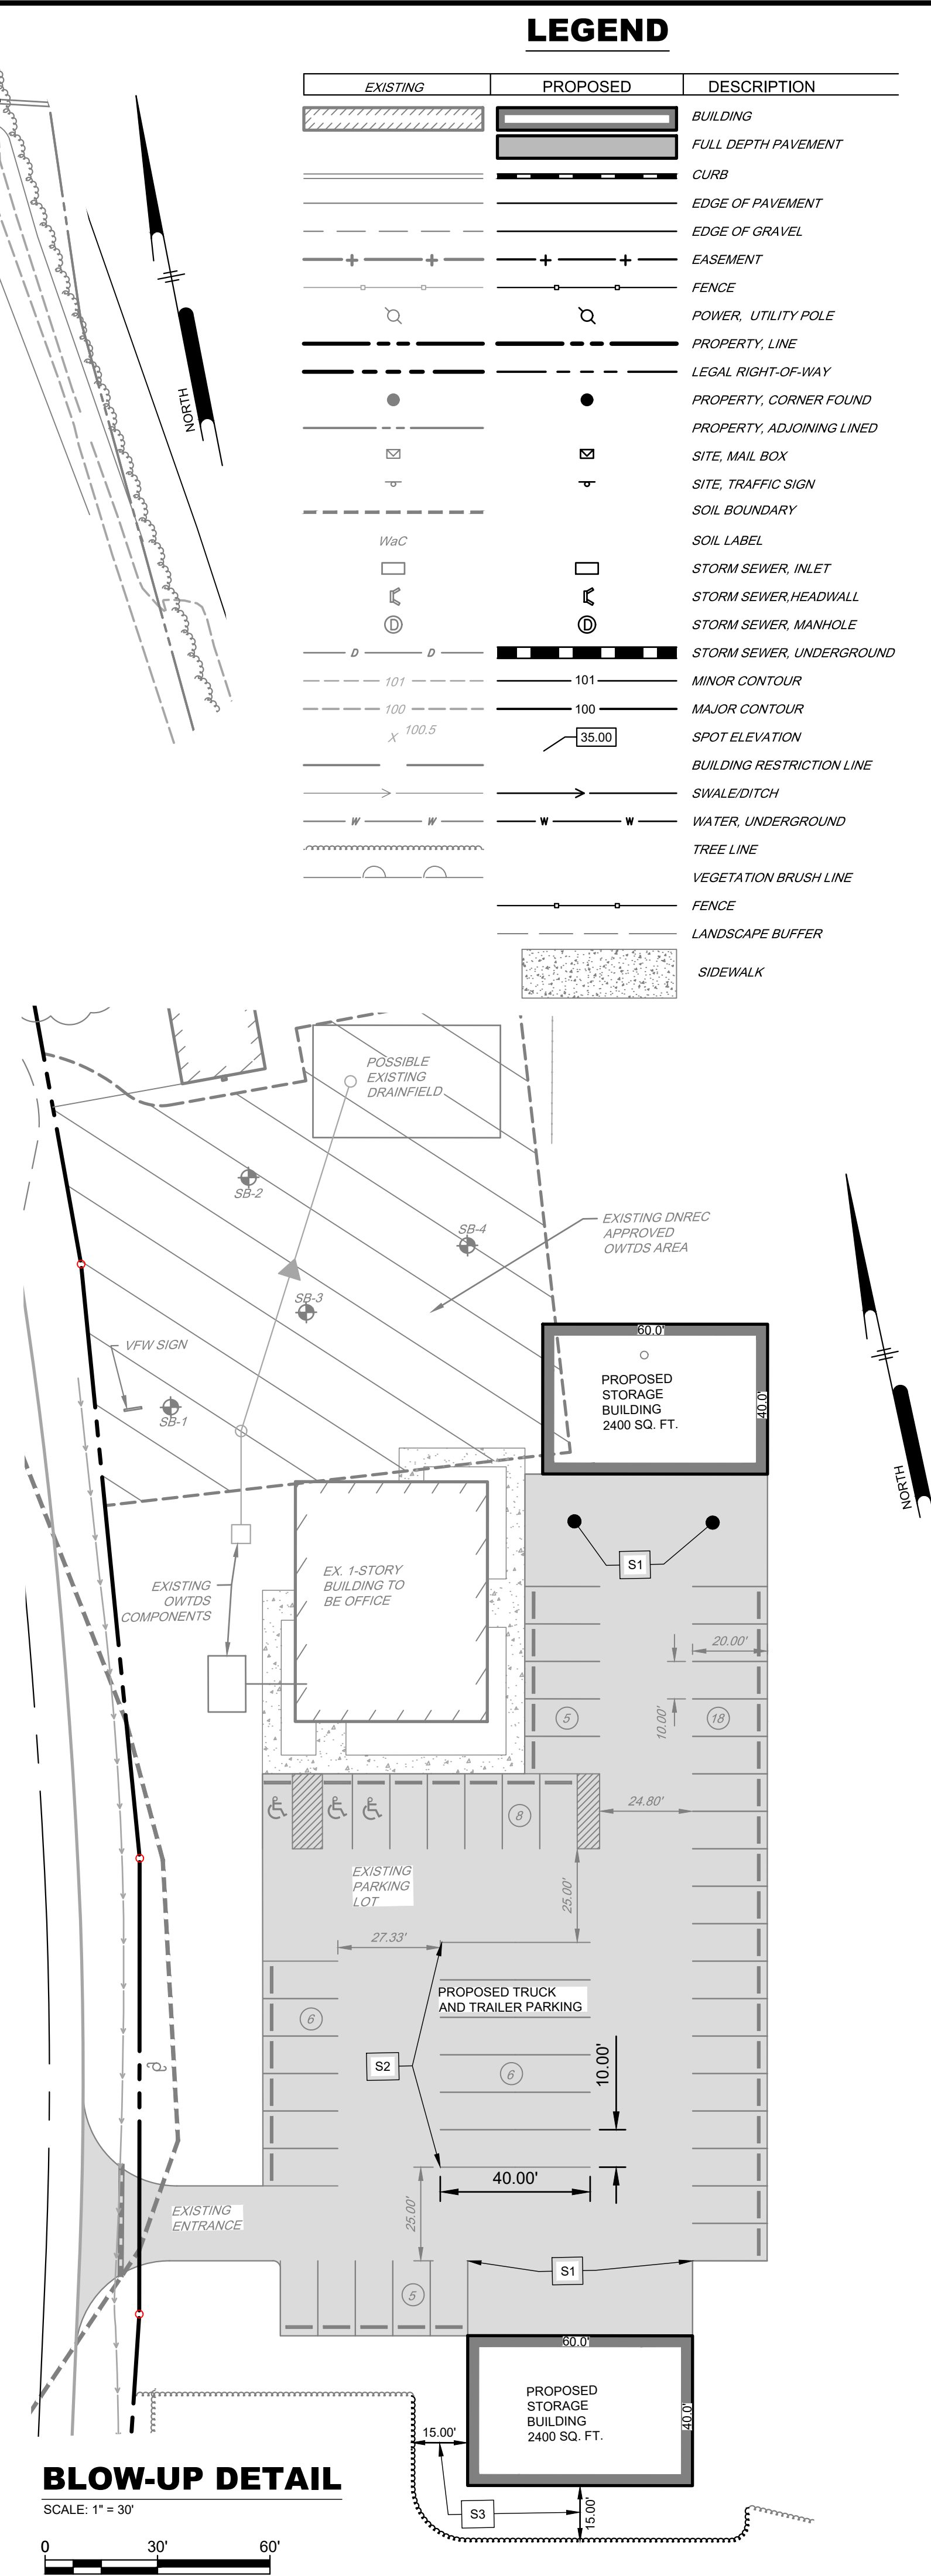 LEGEND
EXISTING PROPOSED DESCRIPTION
BUILDING
FULL DEPTH PAVEMENT
CURB
EDGE OF PAVEMENT
EDGE OF GRAVEL
EASEMENT
FENCE
POWER, UTILITY POLE
PROPERTY, LINE
LEGAL RIGHT-OF-WAY
PROPERTY, CORNER FOUND
PROPERTY, ADJOINING LINED
SITE, MAIL BOX
SITE, TRAFFIC SIGN
SOIL BOUNDARY
WaC SOIL LABEL
STORM SEWER, INLET
STORM SEWER,HEADWALL
D D STORM SEWER, MANHOLE
D D STORM SEWER, UNDERGROUND
101 101 MINOR CONTOUR
100 100 MAJOR CONTOUR
X 100.5 35.00 SPOT ELEVATION
BUILDING RESTRICTION LINE
SWALE/DITCH
W W W W WATER, UNDERGROUND
TREE LINE
VEGETATION BRUSH LINE
FENCE
LANDSCAPE BUFFER
SIDEWALK
NORTH
POSSIBLE
EXISTING
DRAINFIELD
SB-2
SB-4
EXISTING DNREC
APPROVED
OWTDS AREA
SB-3
VFW SIGN
SB-1
60.0'
PROPOSED
STORAGE
BUILDING
2400 SQ. FT.
40.0'
NORTH
S1
EX. 1-STORY
BUILDING TO
BE OFFICE
EXISTING
OWTDS
COMPONENTS
20.00'
10.00'
5
18
8
24.80'
EXISTING
PARKING
LOT
25.00'
27.33'
PROPOSED TRUCK
AND TRAILER PARKING
6
S2
6
10.00'
40.00'
25.00'
EXISTING
ENTRANCE
S1
5
60.0'
PROPOSED
STORAGE
BUILDING
2400 SQ. FT.
40.0'
15.00'
S3
15.00'
BLOW-UP DETAIL
SCALE: 1" = 30'
0 30' 60'